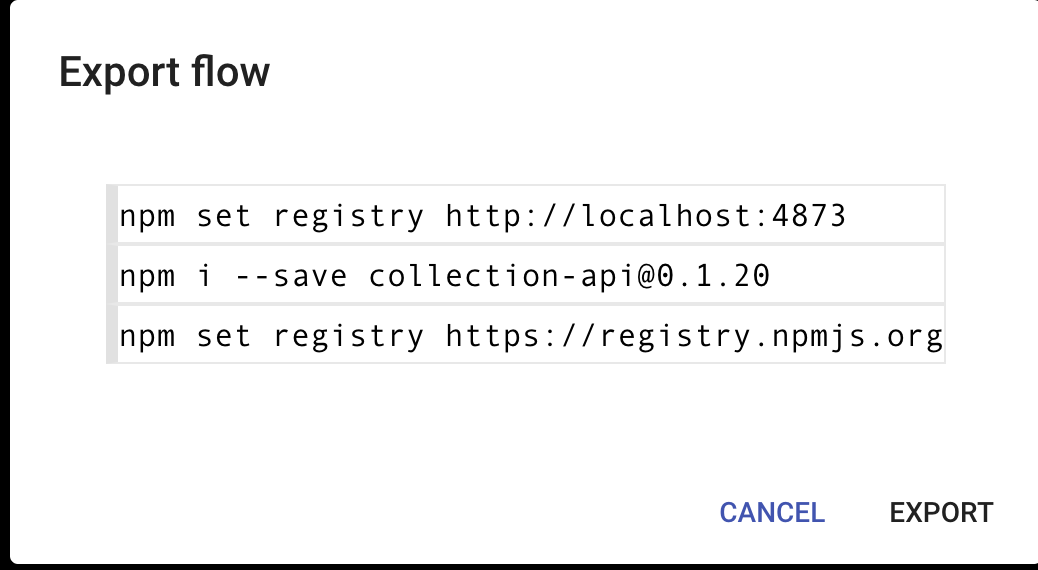 Export flow
npm set registry http://localhost:4873
npm i --save collection-api@0.1.20
npm set registry https://registry.npmjs.org
CANCEL EXPORT